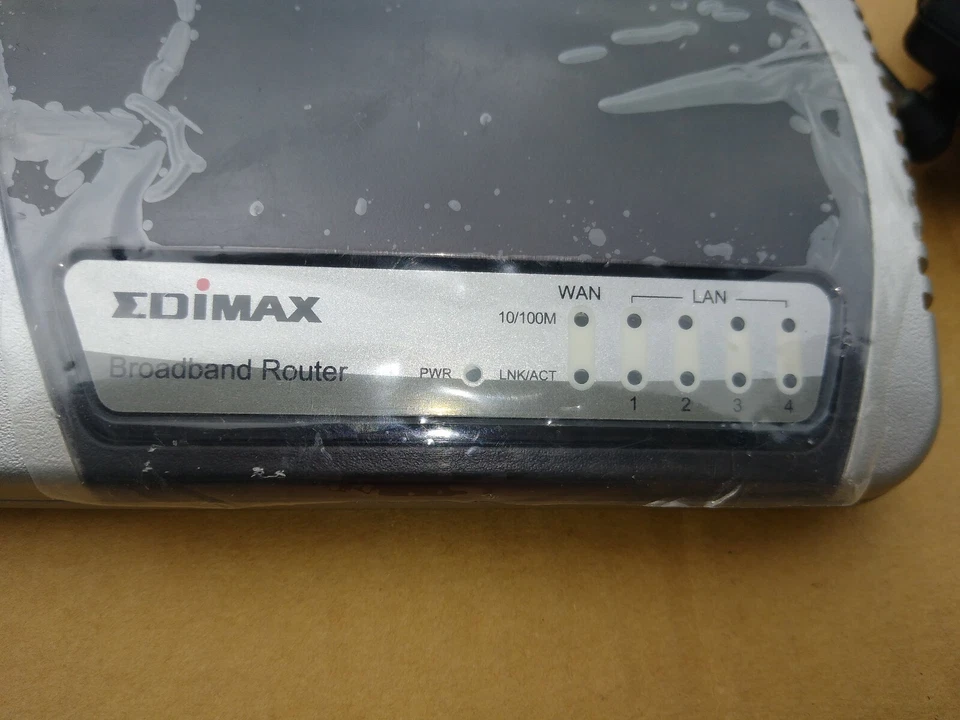 WAN LAN
EDIMAX 10/100M
Broadband Router PWR LNK/ACT
1 2 3 4